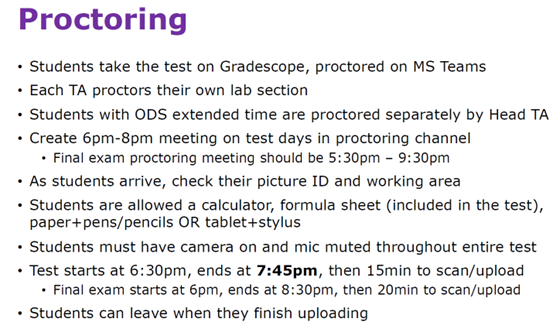 Proctoring
• Students take the test on Gradescope, proctored on MS Teams
• Each TA proctors their own lab section
• Students with ODS extended time are proctored separately by Head TA
• Create 6pm-8pm meeting on test days in proctoring channel
• Final exam proctoring meeting should be 5:30pm – 9:30pm
• As students arrive, check their picture ID and working area
• Students are allowed a calculator, formula sheet (included in the test),
paper+pens/pencils OR tablet+stylus
• Students must have camera on and mic muted throughout entire test
• Test starts at 6:30pm, ends at 7:45pm, then 15min to scan/upload
• Final exam starts at 6pm, ends at 8:30pm, then 20min to scan/upload
• Students can leave when they finish uploading